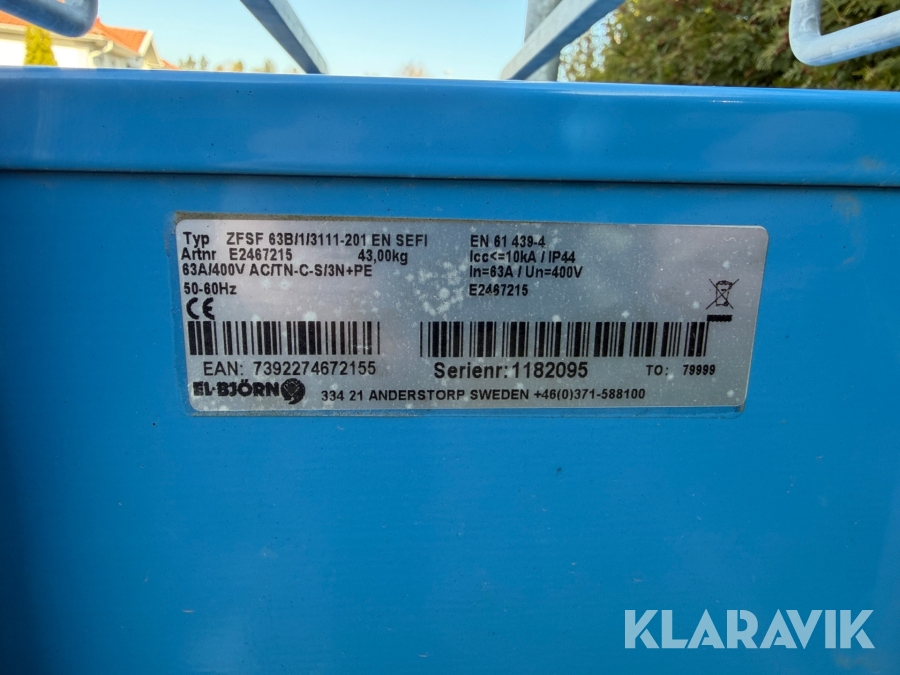 Typ ZFSF 63B/1/3111-201 EN SEFI
Artnr E2467215 43,00kg
63A/400V AC/TN-C-S/3N+PE
50-60Hz
EN 61 439-4
Icc<=10kA / IP44
In=63A / Un=400V
E2467215
CE
EAN: 7392274672155
Serienr:1182095
TO: 79999
EL·BJÖRN
334 21 ANDERSTORP SWEDEN +46(0)371-588100
KLARAVIK